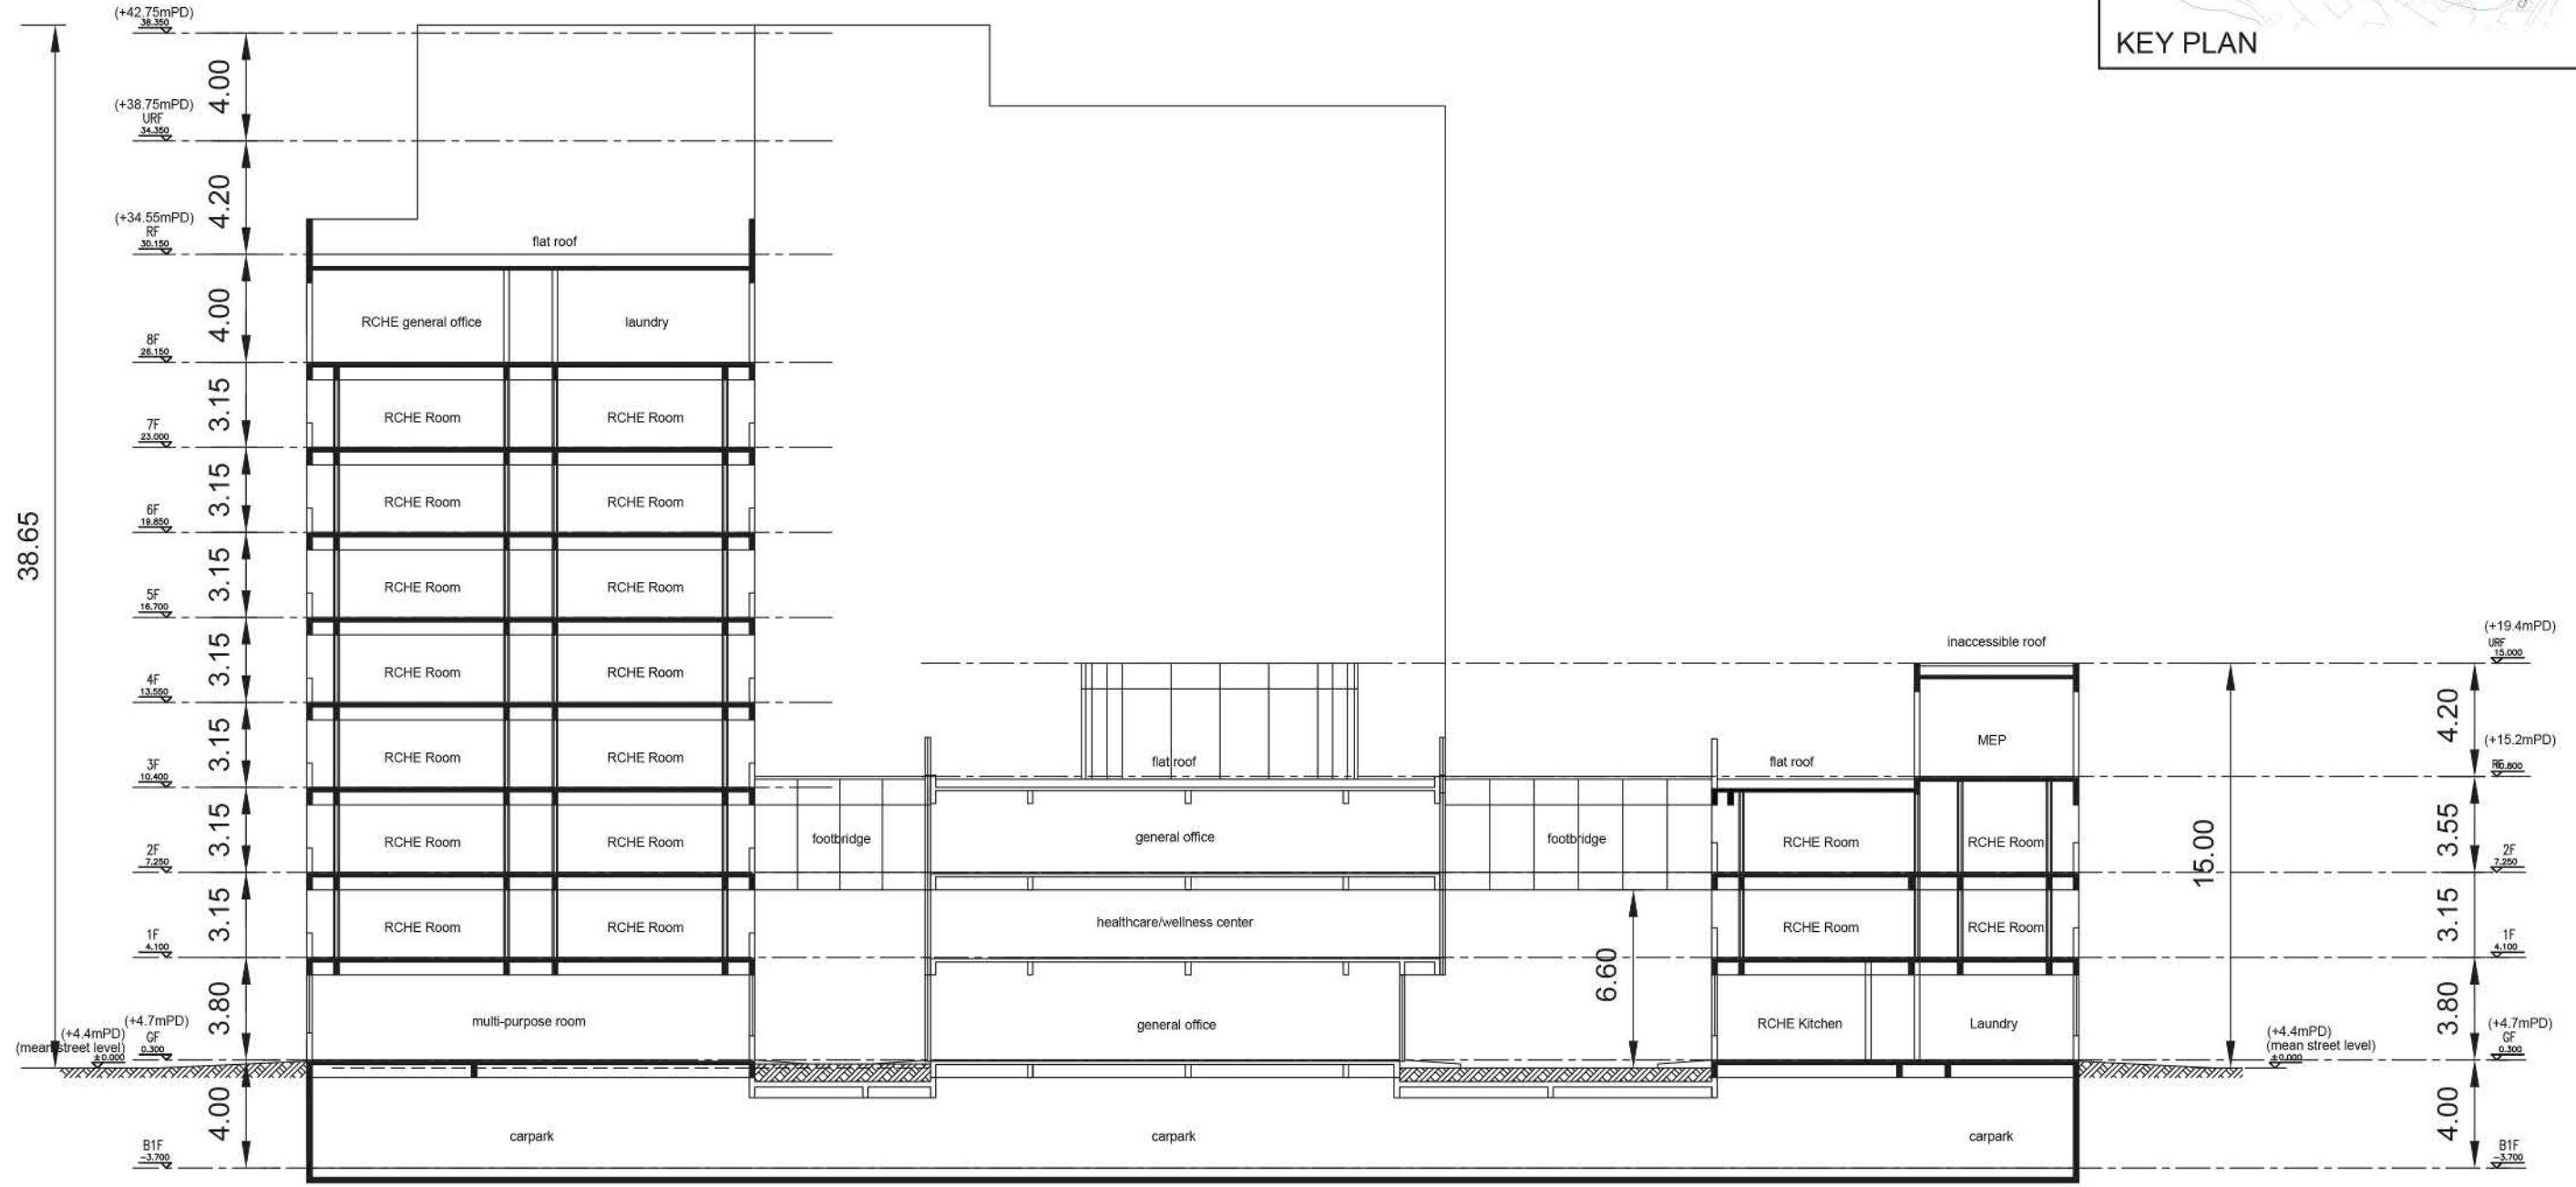 KEY PLAN
(+42.75mPD)
38.350
4.00
(+38.75mPD)
URF
34.350
4.20
(+34.55mPD)
RF
30.150
flat roof
4.00
RCHE general office
laundry
8F
26.150
3.15
RCHE Room
RCHE Room
7F
23.000
3.15
RCHE Room
RCHE Room
6F
19.850
38.65
3.15
RCHE Room
RCHE Room
5F
16.700
3.15
RCHE Room
RCHE Room
4F
13.550
3.15
RCHE Room
RCHE Room
3F
10.400
3.15
RCHE Room
RCHE Room
2F
7.250
3.15
RCHE Room
RCHE Room
1F
4.100
3.80
multi-purpose room
(+4.7mPD)
GF
0.300
(+4.4mPD)
(mean street level)
±0.000
4.00
B1F
-3.700
carpark
footbridge
flat roof
general office
healthcare/wellness center
general office
carpark
footbridge
6.60
flat roof
inaccessible roof
MEP
RCHE Room
RCHE Room
RCHE Room
RCHE Room
RCHE Kitchen
Laundry
carpark
15.00
(+19.4mPD)
URF
15.000
4.20
(+15.2mPD)
3.55
2F
7.250
3.15
1F
4.100
3.80
(+4.7mPD)
GF
0.300
(+4.4mPD)
(mean street level)
±0.000
4.00
B1F
-3.700